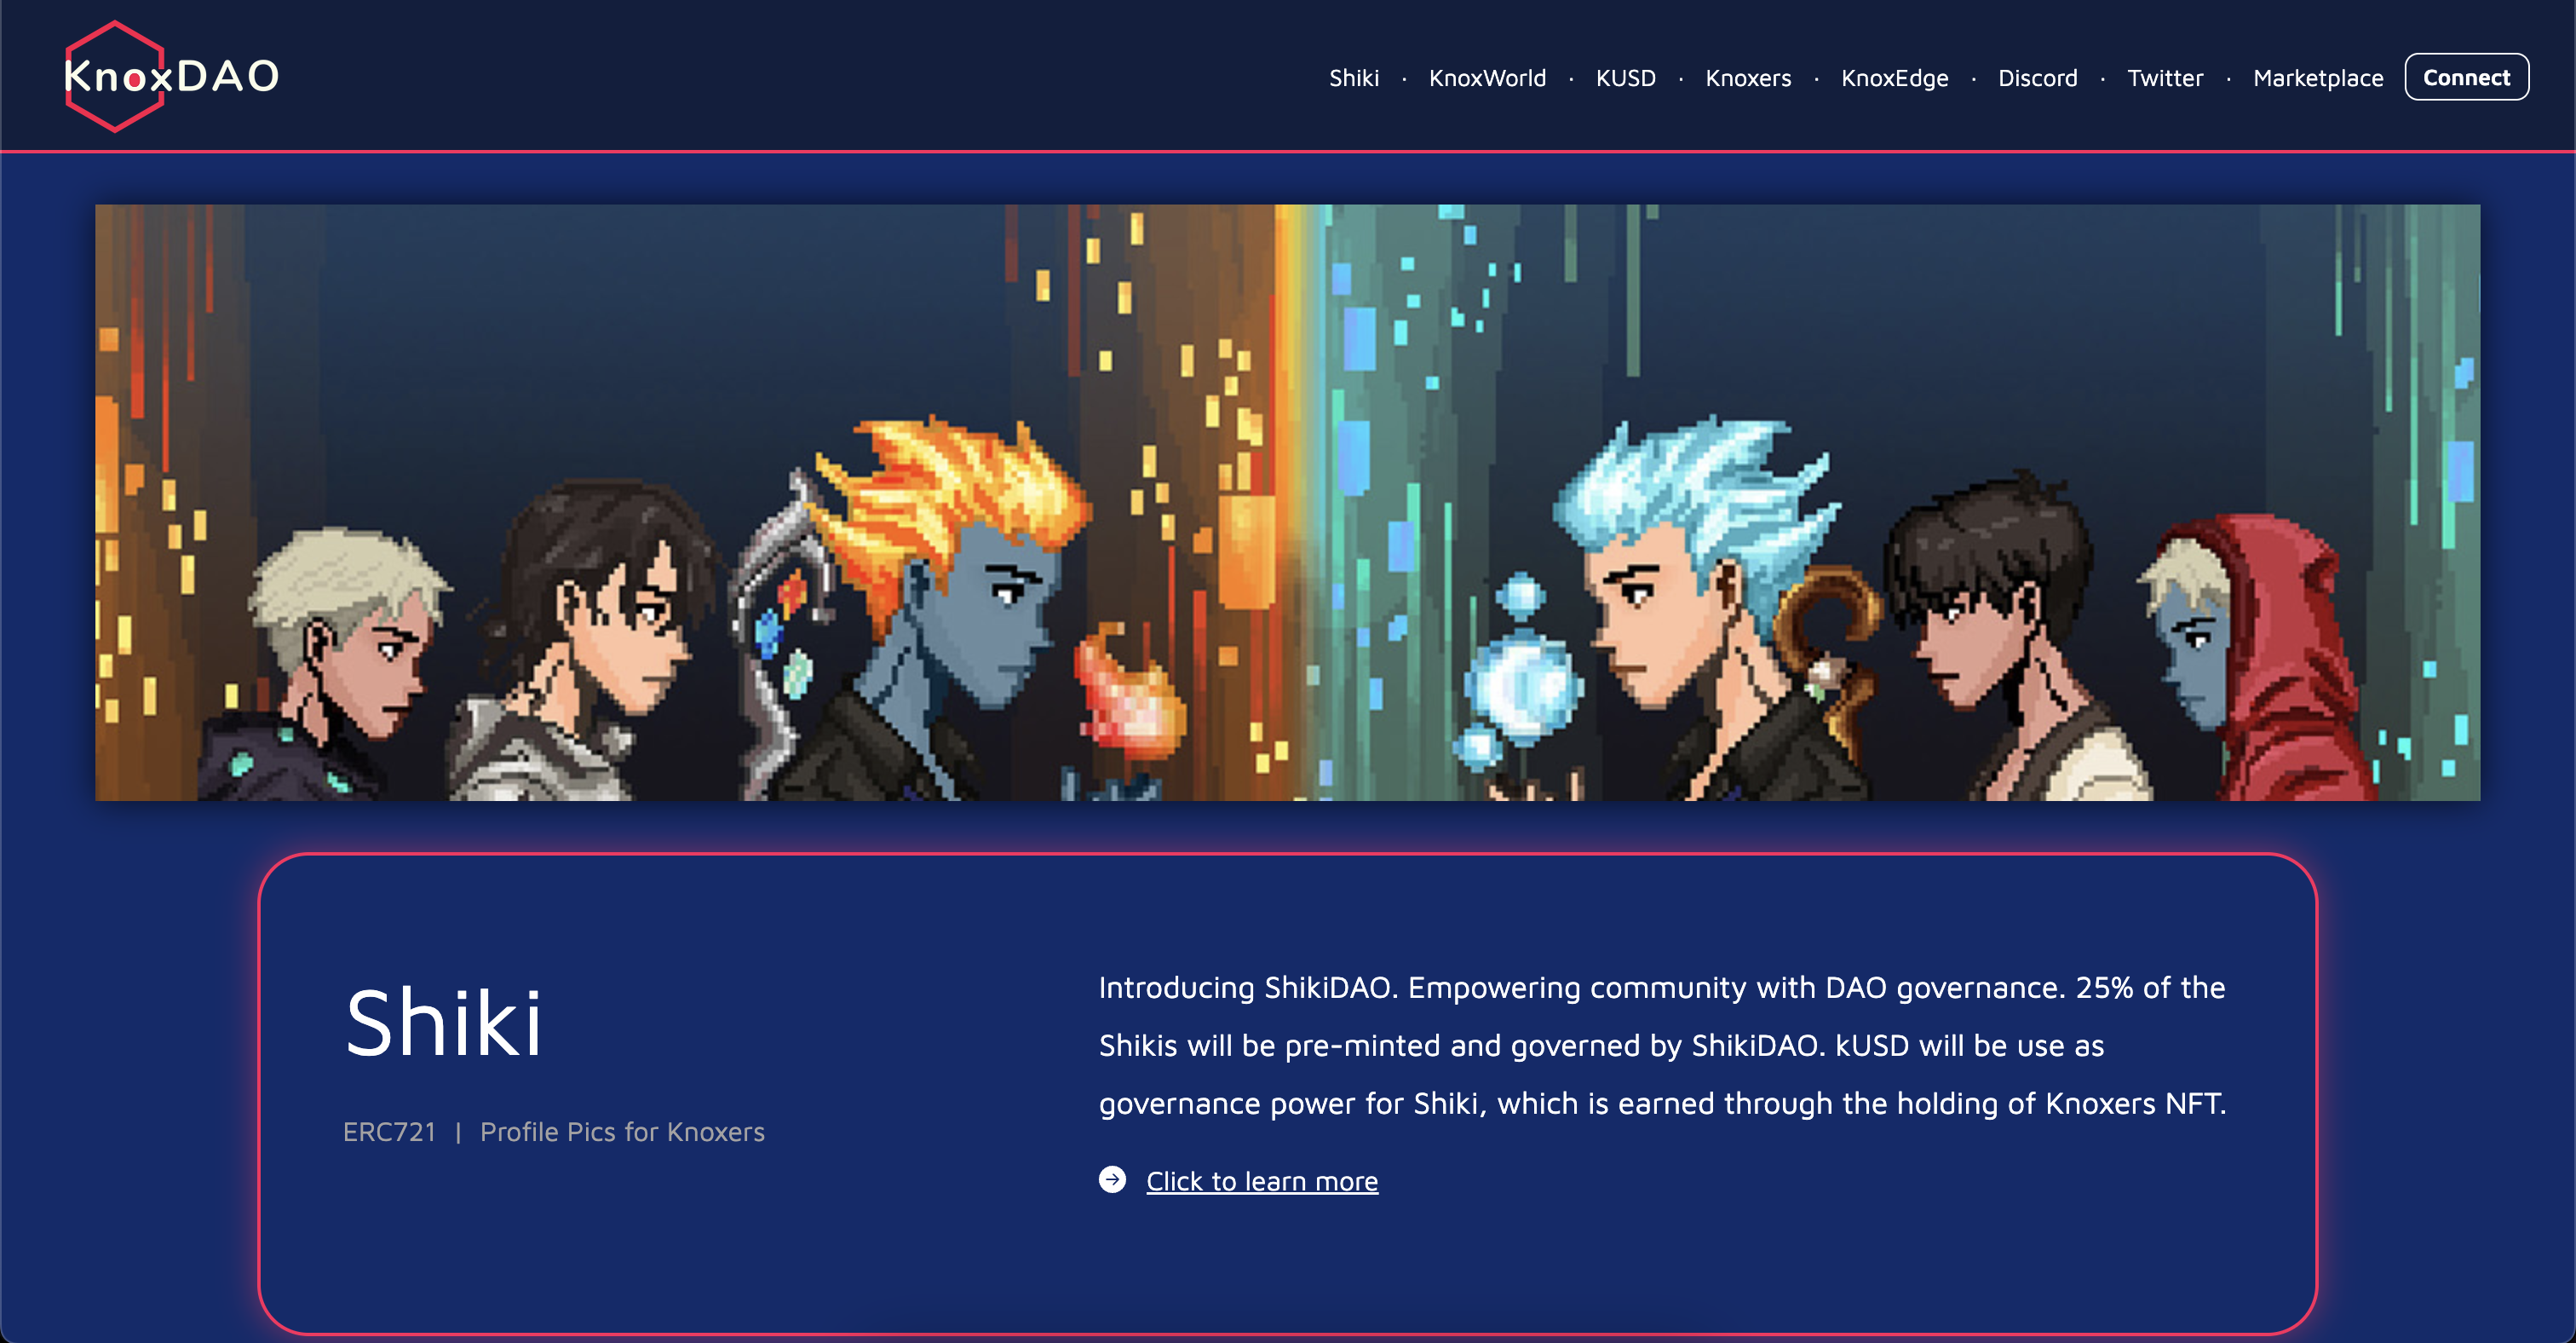 KnoxDAO
Shiki · KnoxWorld · KUSD · Knoxers · KnoxEdge · Discord · Twitter · Marketplace Connect
Shiki
ERC721 | Profile Pics for Knoxers
Introducing ShikiDAO. Empowering community with DAO governance. 25% of the
Shikis will be pre-minted and governed by ShikiDAO. kUSD will be use as
governance power for Shiki, which is earned through the holding of Knoxers NFT.
Click to learn more